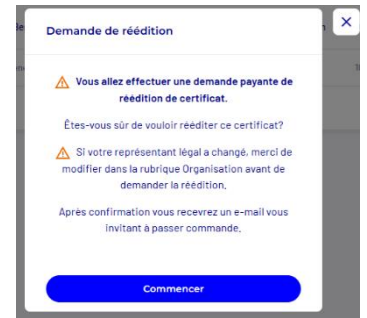 Demande de réédition
⚠ Vous allez effectuer une demande payante de
réédition de certificat.
Êtes-vous sûr de vouloir rééditer ce certificat?
⚠ Si votre représentant légal a changé, merci de
modifier dans la rubrique Organisation avant de
demander la réédition.
Après confirmation vous recevrez un e-mail vous
invitant à passer commande.
Commencer